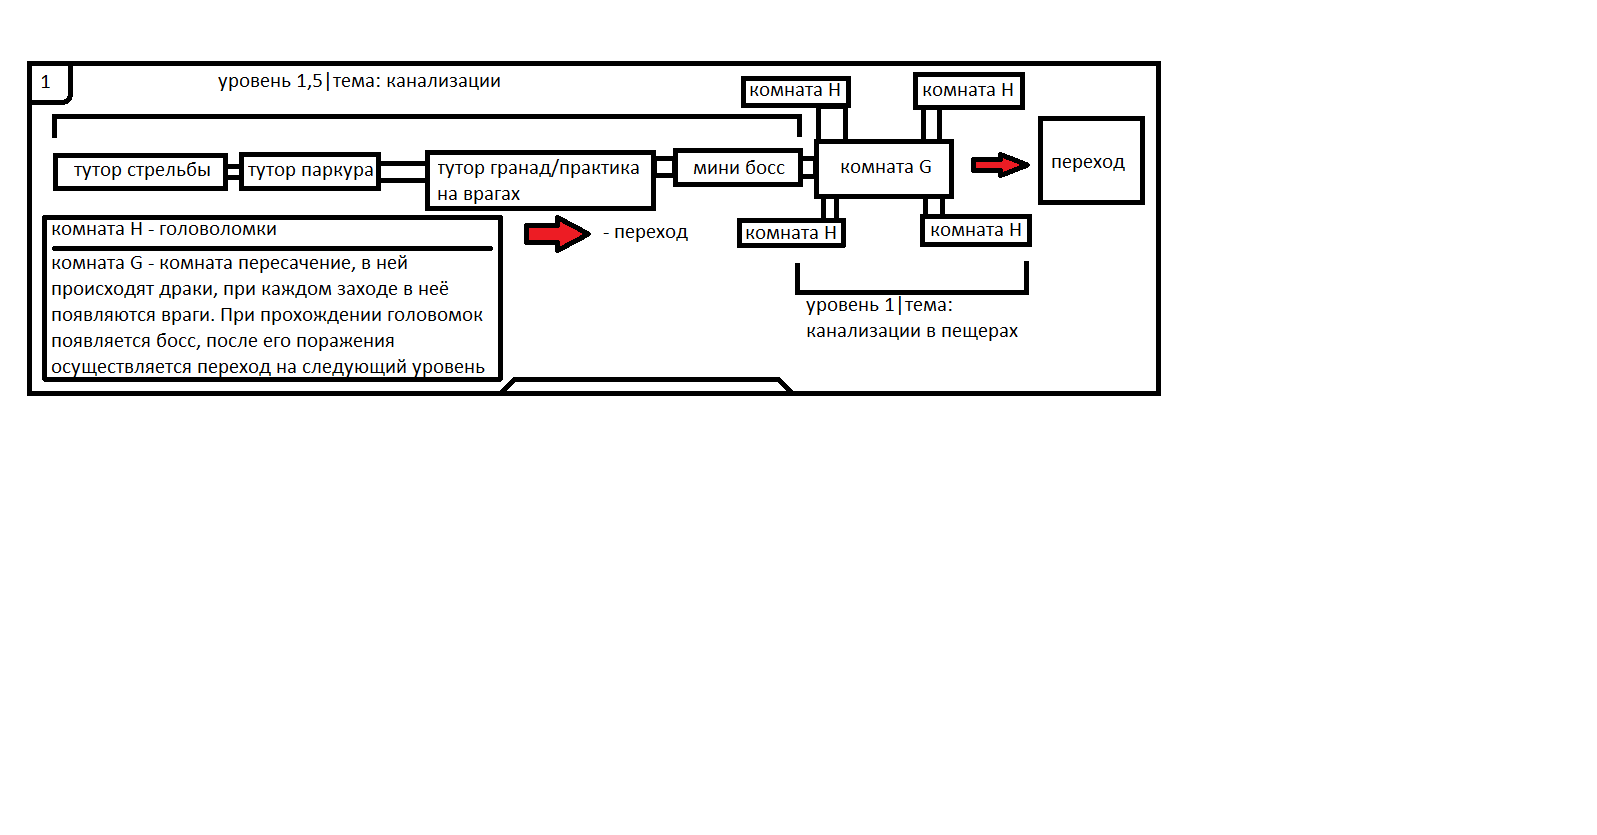 1
уровень 1,5|тема: канализации
комната Н
комната Н
тутор стрельбы
тутор паркура
тутор гранад/практика
на врагах
мини босс
комната G
переход
комната Н - головоломки
комната G - комната пересачение, в ней
происходят драки, при каждом заходе в неё
появляются враги. При прохождении головомок
появляется босс, после его поражения
осуществляется переход на следующий уровень
- переход
комната Н
комната Н
уровень 1|тема:
канализации в пещерах